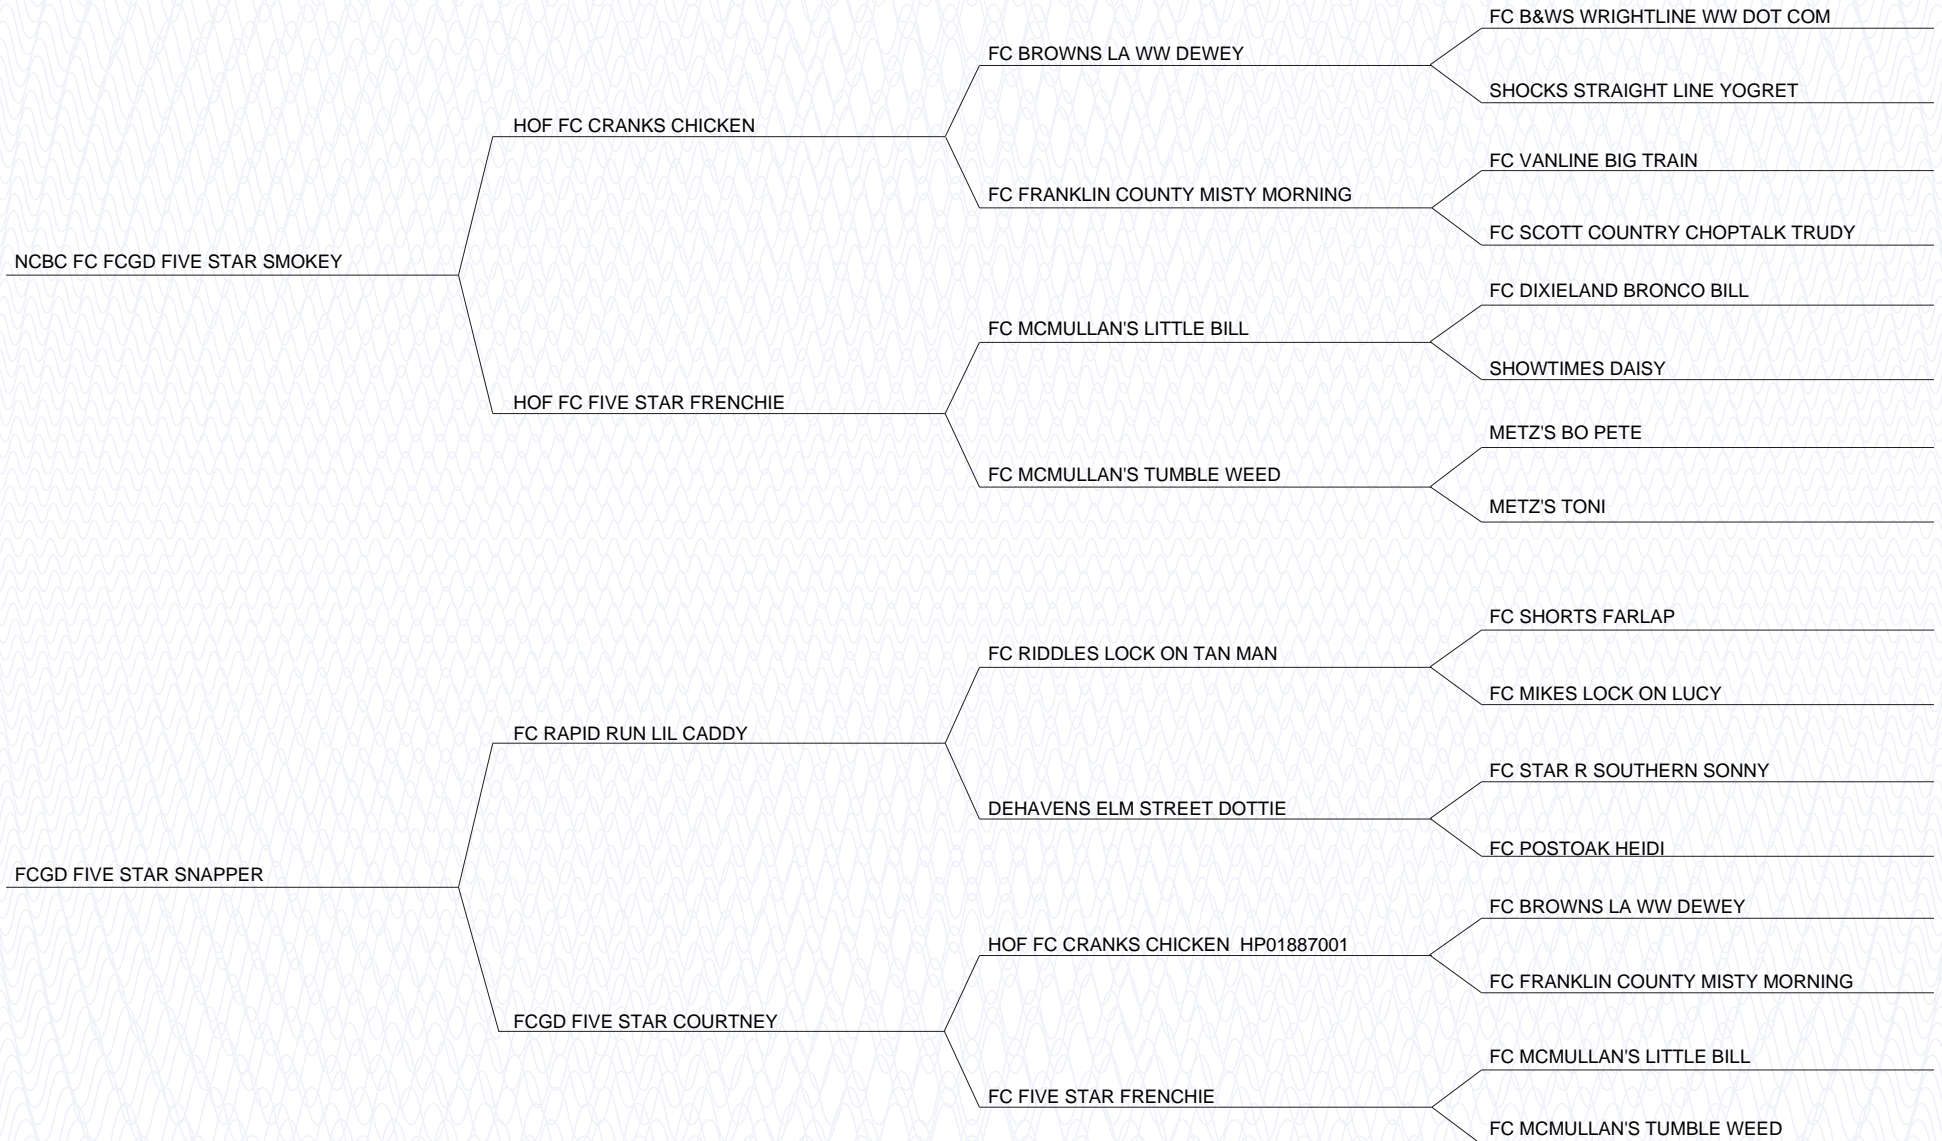 FC B&WS WRIGHTLINE WW DOT COM
FC BROWNS LA WW DEWEY
SHOCKS STRAIGHT LINE YOGRET
HOF FC CRANKS CHICKEN
FC VANLINE BIG TRAIN
FC FRANKLIN COUNTY MISTY MORNING
FC SCOTT COUNTRY CHOPTALK TRUDY
NCBC FC FCGD FIVE STAR SMOKEY
FC DIXIELAND BRONCO BILL
FC MCMULLAN'S LITTLE BILL
SHOWTIMES DAISY
HOF FC FIVE STAR FRENCHIE
METZ'S BO PETE
FC MCMULLAN'S TUMBLE WEED
METZ'S TONI
FC SHORTS FARLAP
FC RIDDLES LOCK ON TAN MAN
FC MIKES LOCK ON LUCY
FC RAPID RUN LIL CADDY
FC STAR R SOUTHERN SONNY
DEHAVENS ELM STREET DOTTIE
FC POSTOAK HEIDI
FCGD FIVE STAR SNAPPER
FC BROWNS LA WW DEWEY
HOF FC CRANKS CHICKEN  HP01887001
FC FRANKLIN COUNTY MISTY MORNING
FCGD FIVE STAR COURTNEY
FC MCMULLAN'S LITTLE BILL
FC FIVE STAR FRENCHIE
FC MCMULLAN'S TUMBLE WEED